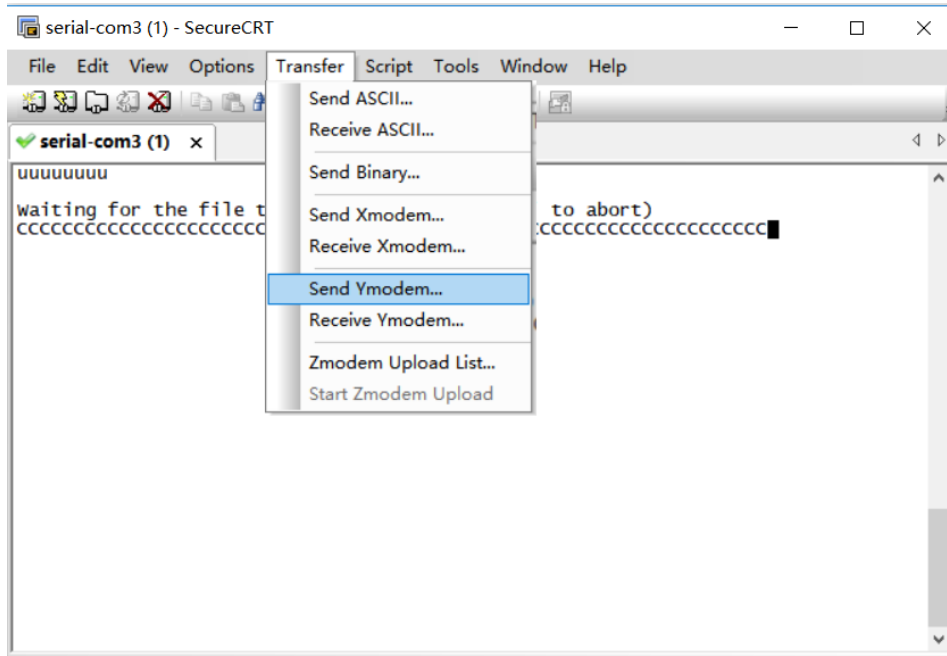 serial-com3 (1) - SecureCRT
File Edit View Options Transfer Script Tools Window Help
serial-com3 (1) x
Send ASCII...
Receive ASCII...
Send Binary...
Send Xmodem...
Receive Xmodem...
Send Ymodem...
Receive Ymodem...
Zmodem Upload List...
Start Zmodem Upload
uuuuuuuu
Waiting for the file t to abort)